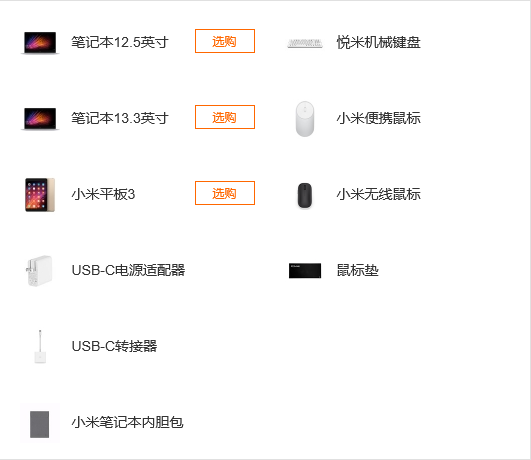 笔记本12.5英寸
选购
笔记本13.3英寸
选购
小米平板3
选购
USB-C电源适配器
USB-C转接器
小米笔记本内胆包
悦米机械键盘
小米便携鼠标
小米无线鼠标
鼠标垫